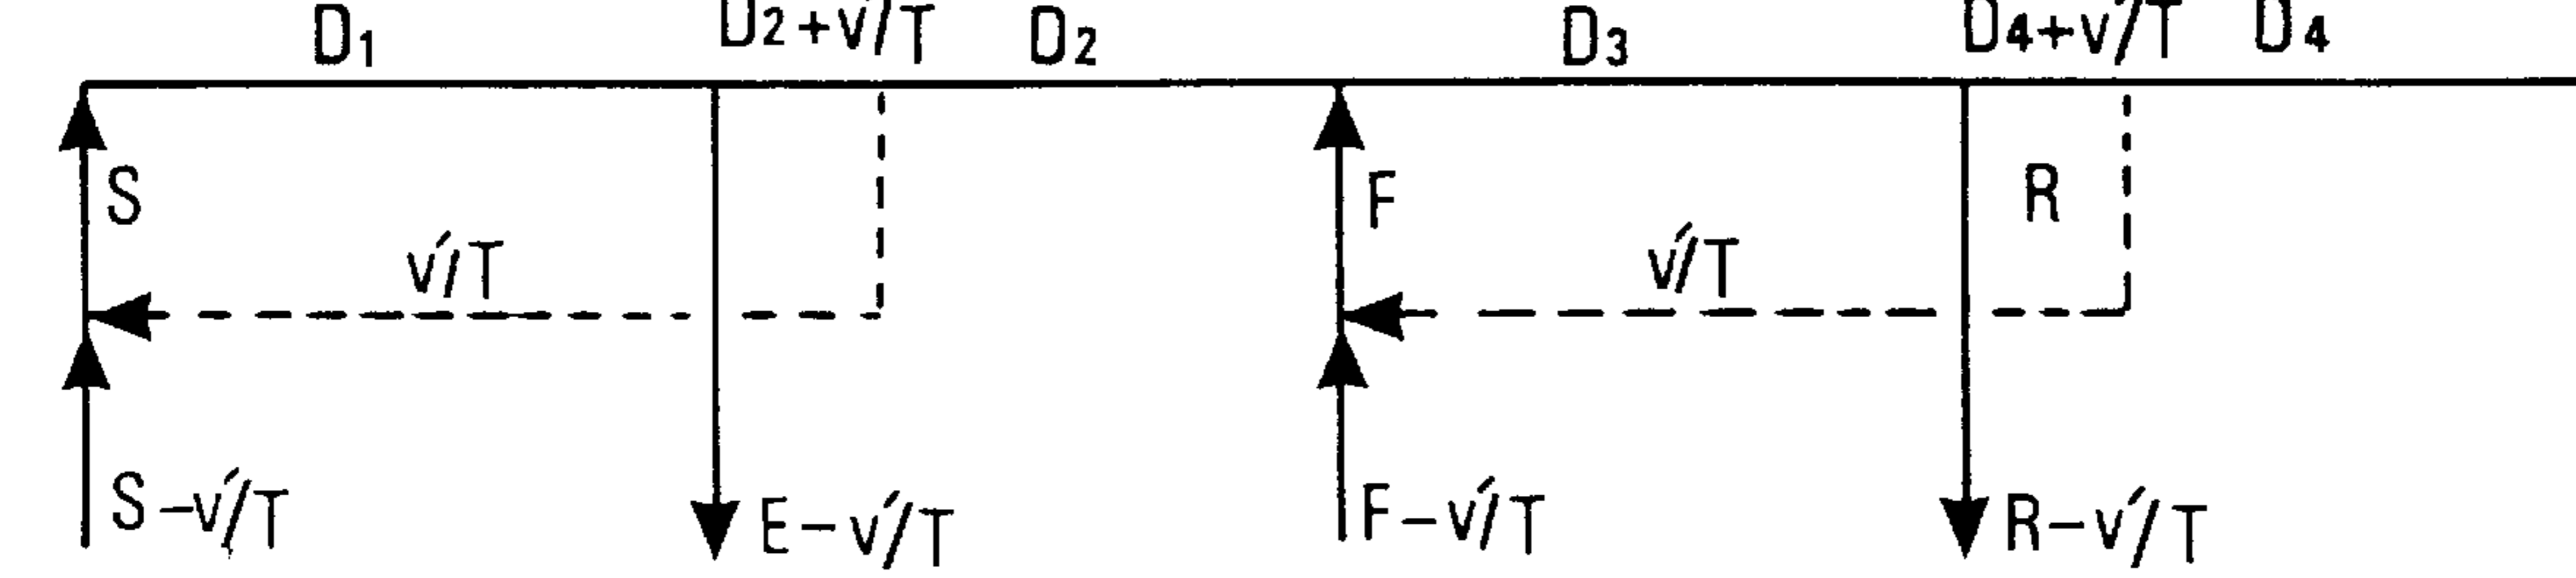 D1 D2+v′/T D2 D3 D4+v′/T D4
S F R
v′/T v′/T
S−v′/T E−v′/T F−v′/T R−v′/T